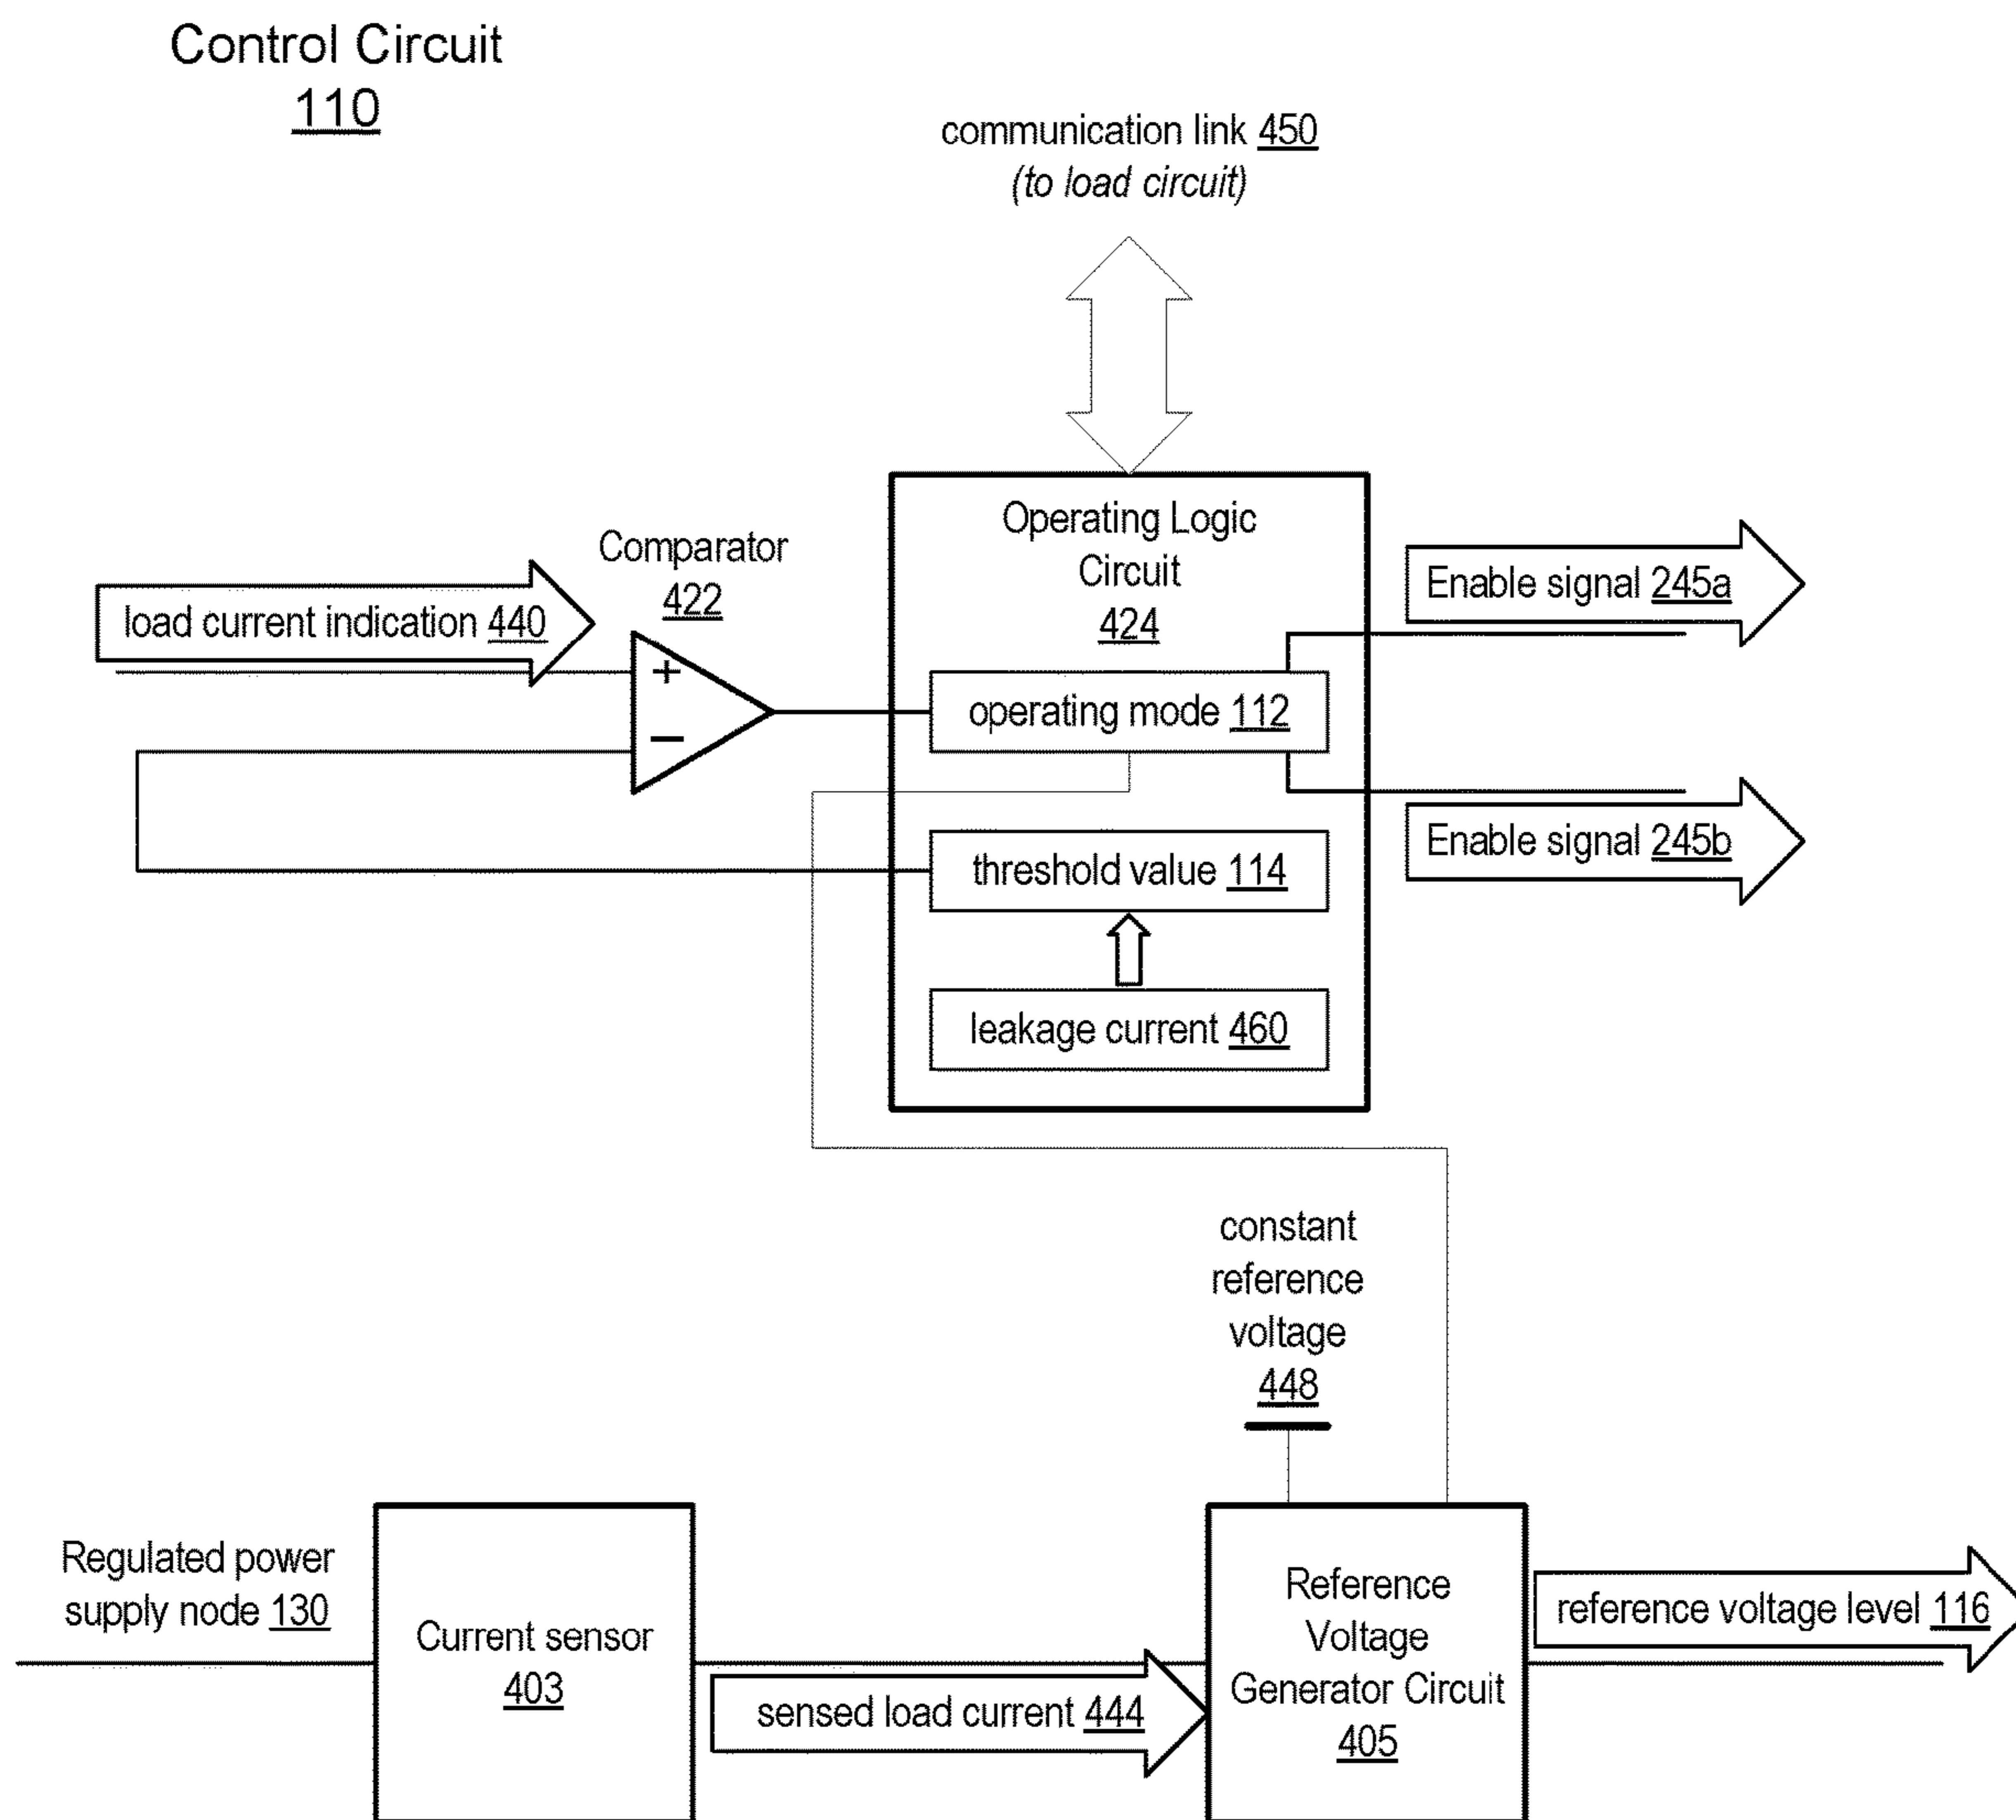 Control Circuit
110
communication link 450
(to load circuit)
Operating Logic
Circuit
424
Comparator
422
load current indication 440
+
−
Enable signal 245a
operating mode 112
Enable signal 245b
threshold value 114
leakage current 460
constant
reference
voltage
448
Regulated power
supply node 130
Current sensor
403
sensed load current 444
Reference
Voltage
Generator Circuit
405
reference voltage level 116